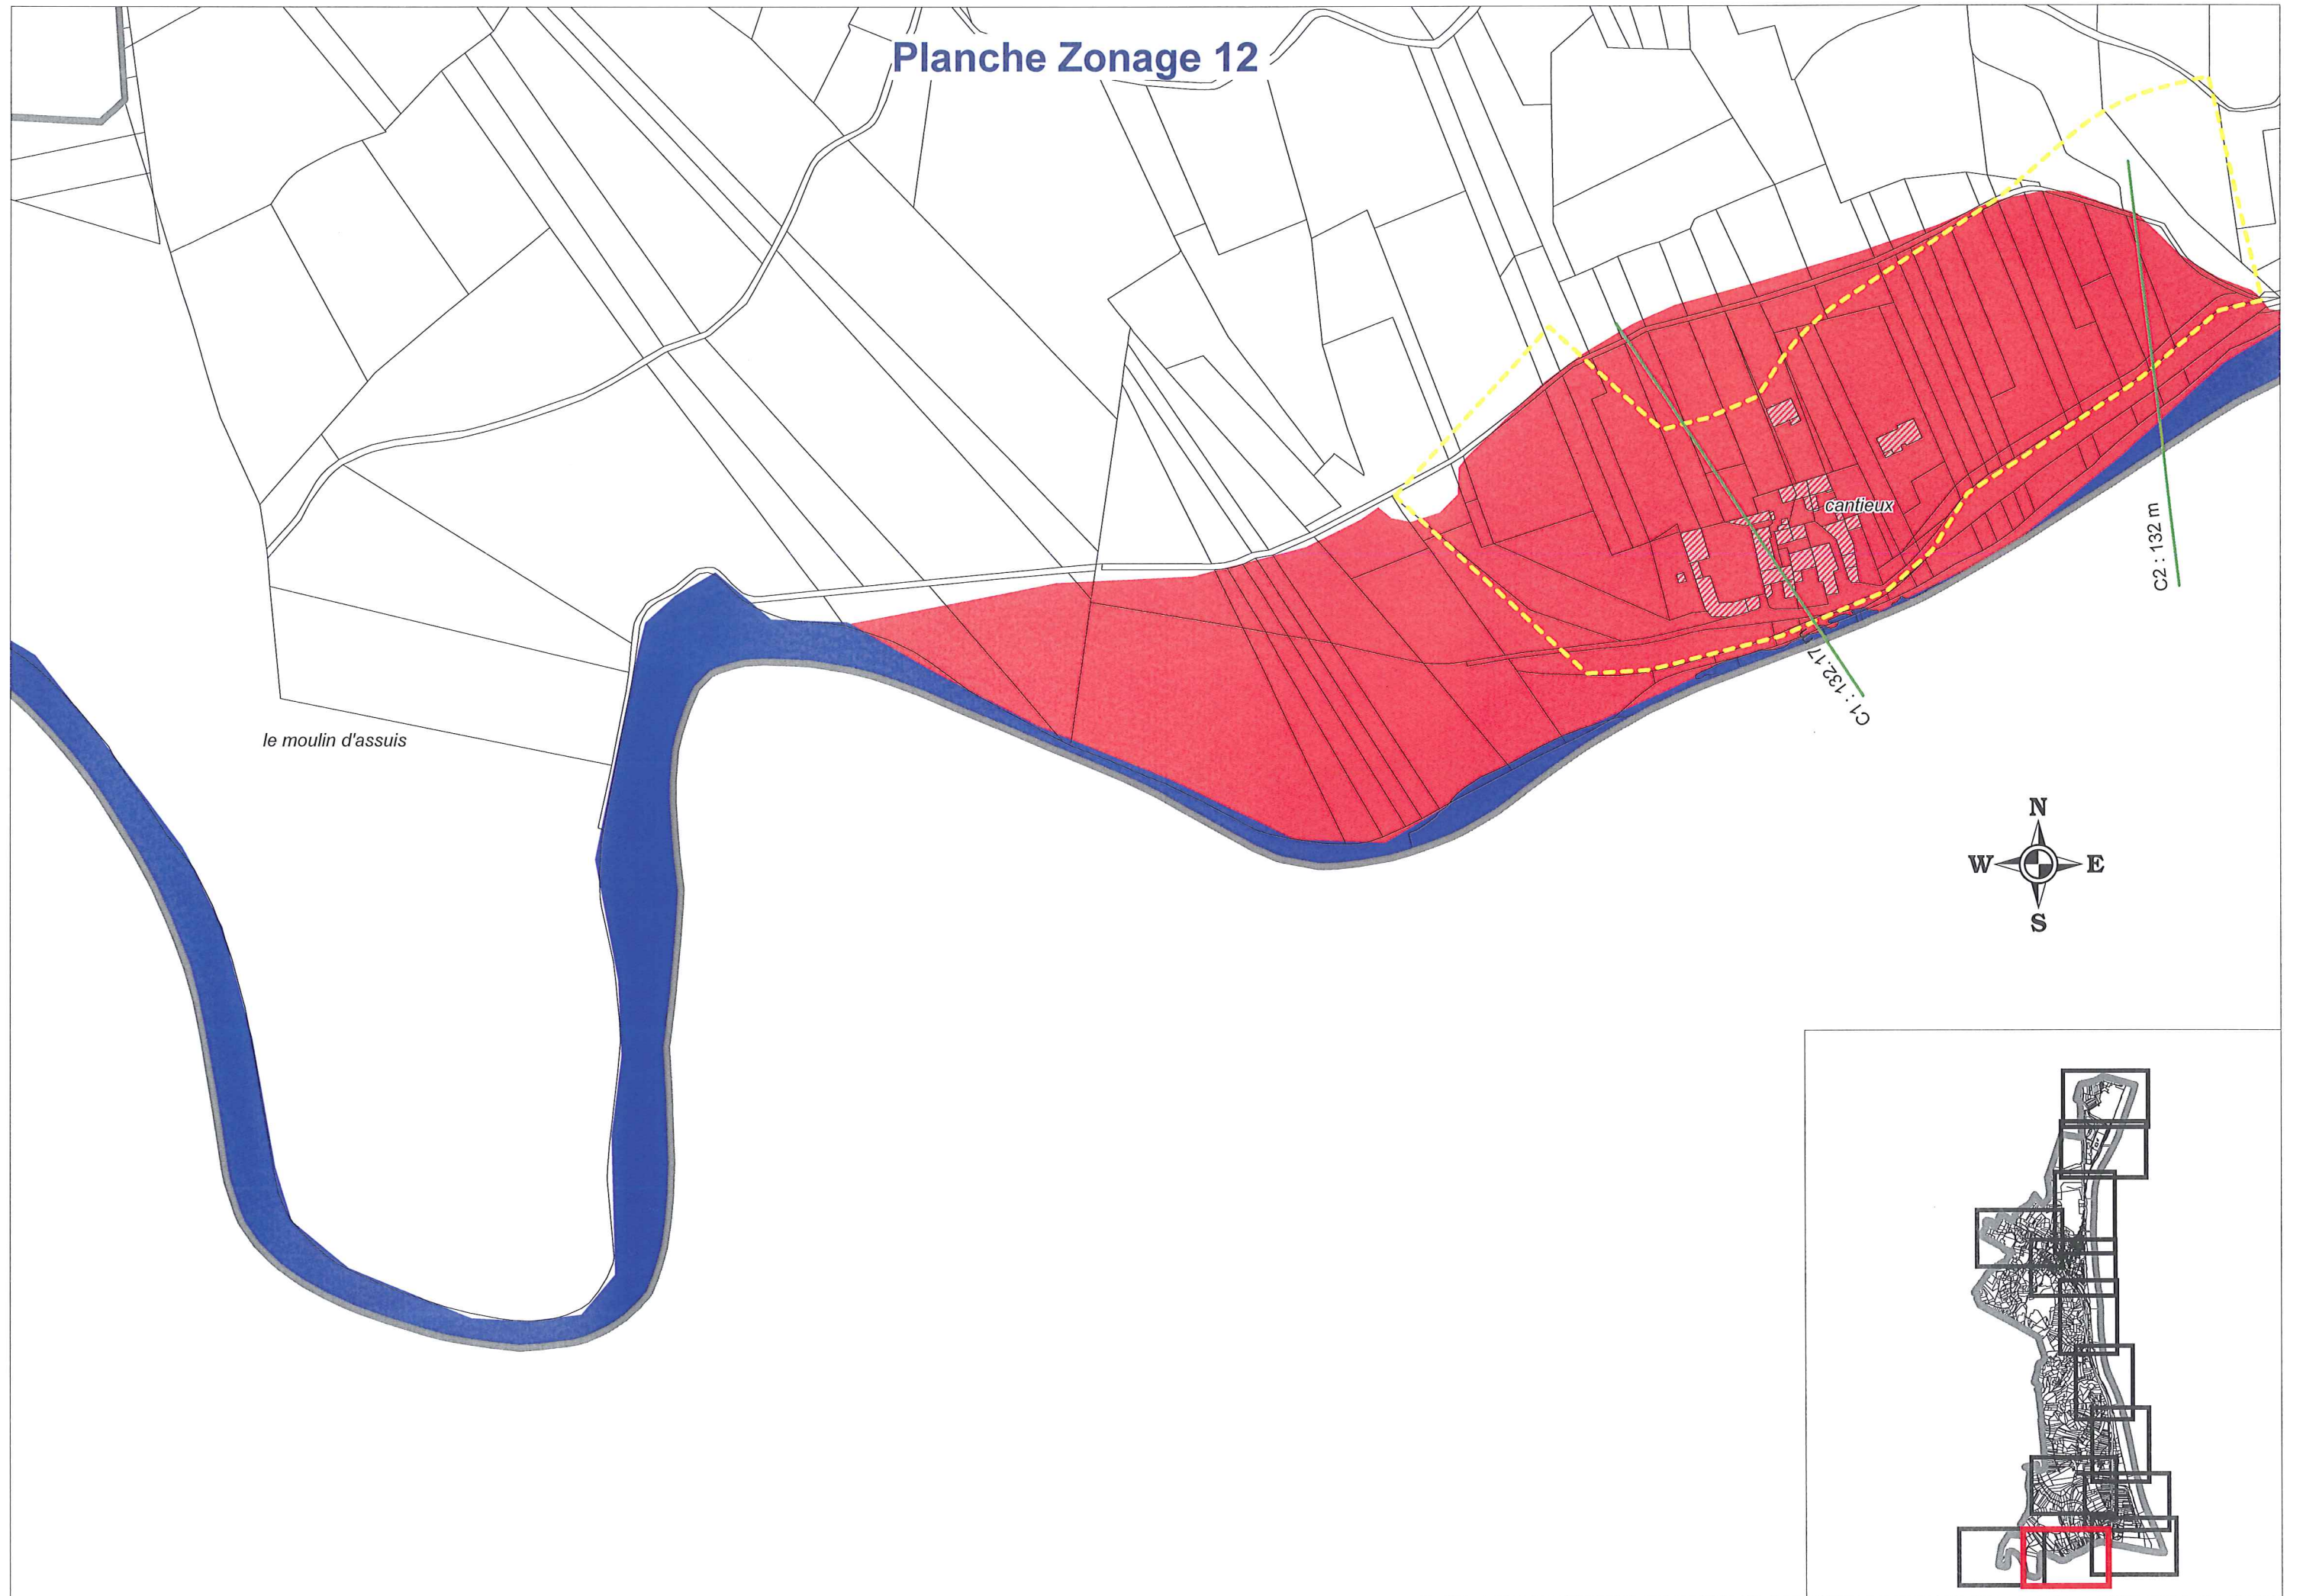 Planche Zonage 12
cantieux
C2 : 132 m
C1 : 132.17
le moulin d'assuis
N
W E
S